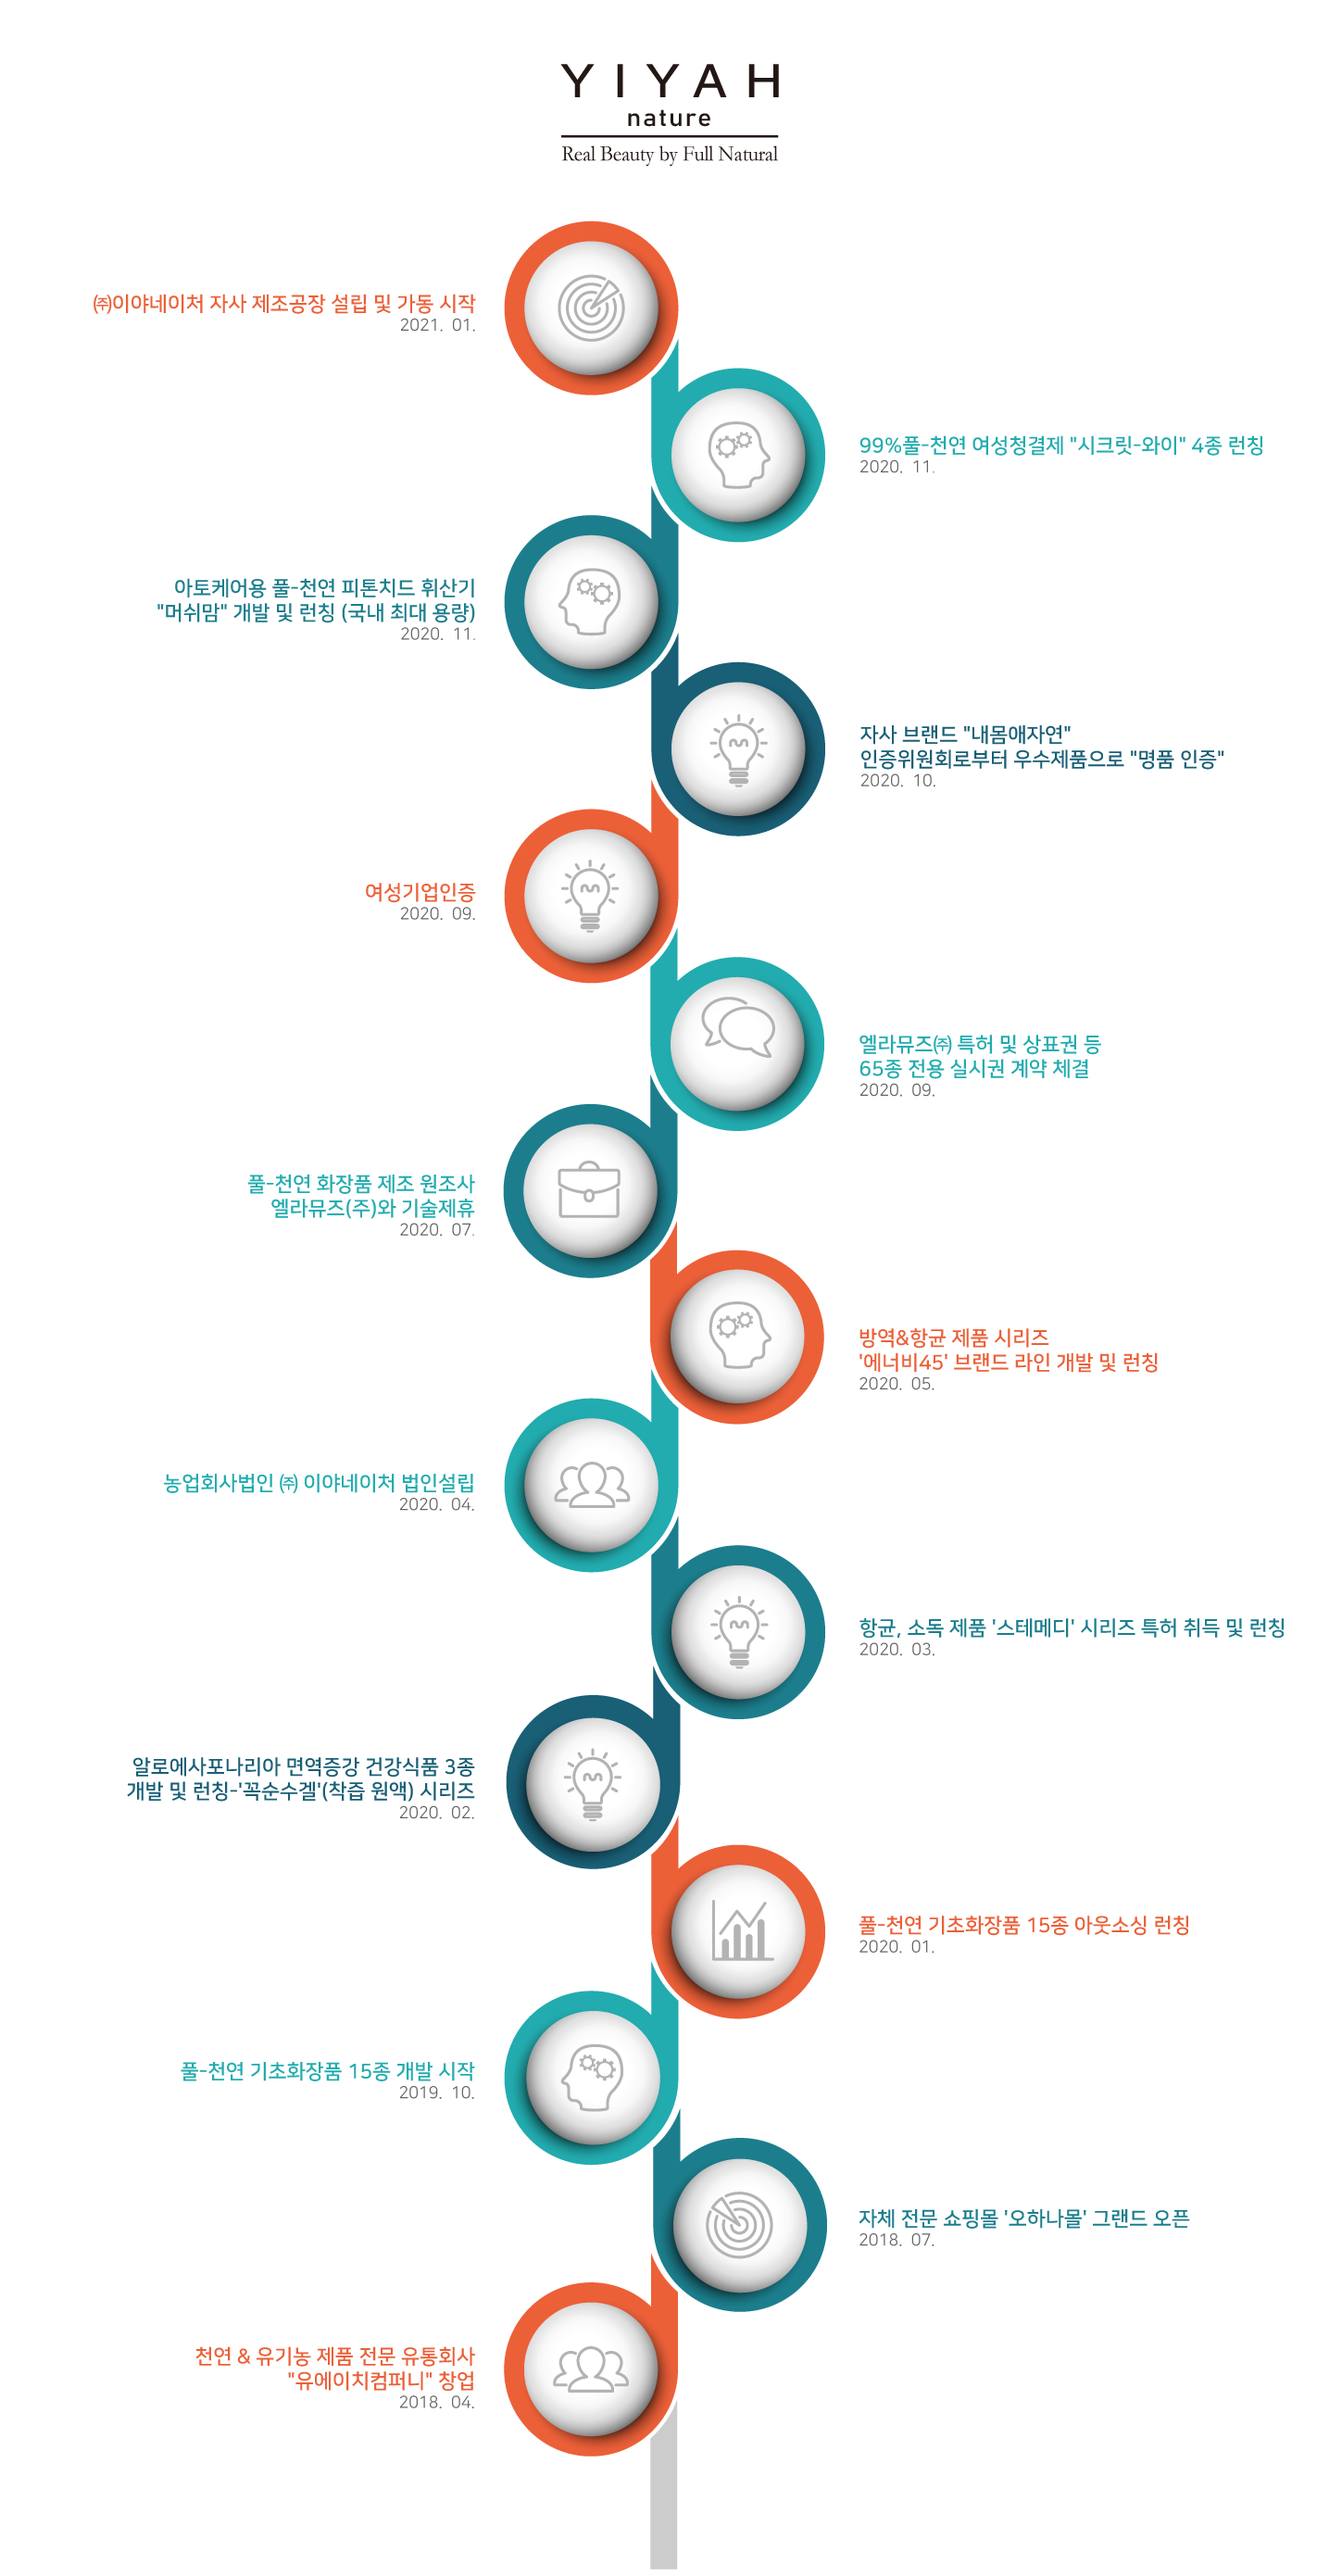 YIYAH
nature
Real Beauty by Full Natural
㈜이야네이처 자사 제조공장 설립 및 가동 시작
2021. 01.
99%풀-천연 여성청결제 "시크릿-와이" 4종 런칭
2020. 11.
아토케어용 풀-천연 피톤치드 휘산기
"머쉬맘" 개발 및 런칭 (국내 최대 용량)
2020. 11.
자사 브랜드 "내몸애자연"
인증위원회로부터 우수제품으로 "명품 인증"
2020. 10.
여성기업인증
2020. 09.
엘라뮤즈㈜ 특허 및 상표권 등
65종 전용 실시권 계약 체결
2020. 09.
풀-천연 화장품 제조 원조사
엘라뮤즈(주)와 기술제휴
2020. 07.
방역&항균 제품 시리즈
'에너비45' 브랜드 라인 개발 및 런칭
2020. 05.
농업회사법인 ㈜ 이야네이처 법인설립
2020. 04.
항균, 소독 제품 '스테메디' 시리즈 특허 취득 및 런칭
2020. 03.
알로에사포나리아 면역증강 건강식품 3종
개발 및 런칭-'꼭순수겔'(착즙 원액) 시리즈
2020. 02.
풀-천연 기초화장품 15종 아웃소싱 런칭
2020. 01.
풀-천연 기초화장품 15종 개발 시작
2019. 10.
자체 전문 쇼핑몰 '오하나몰' 그랜드 오픈
2018. 07.
천연 & 유기농 제품 전문 유통회사
"유에이치컴퍼니" 창업
2018. 04.